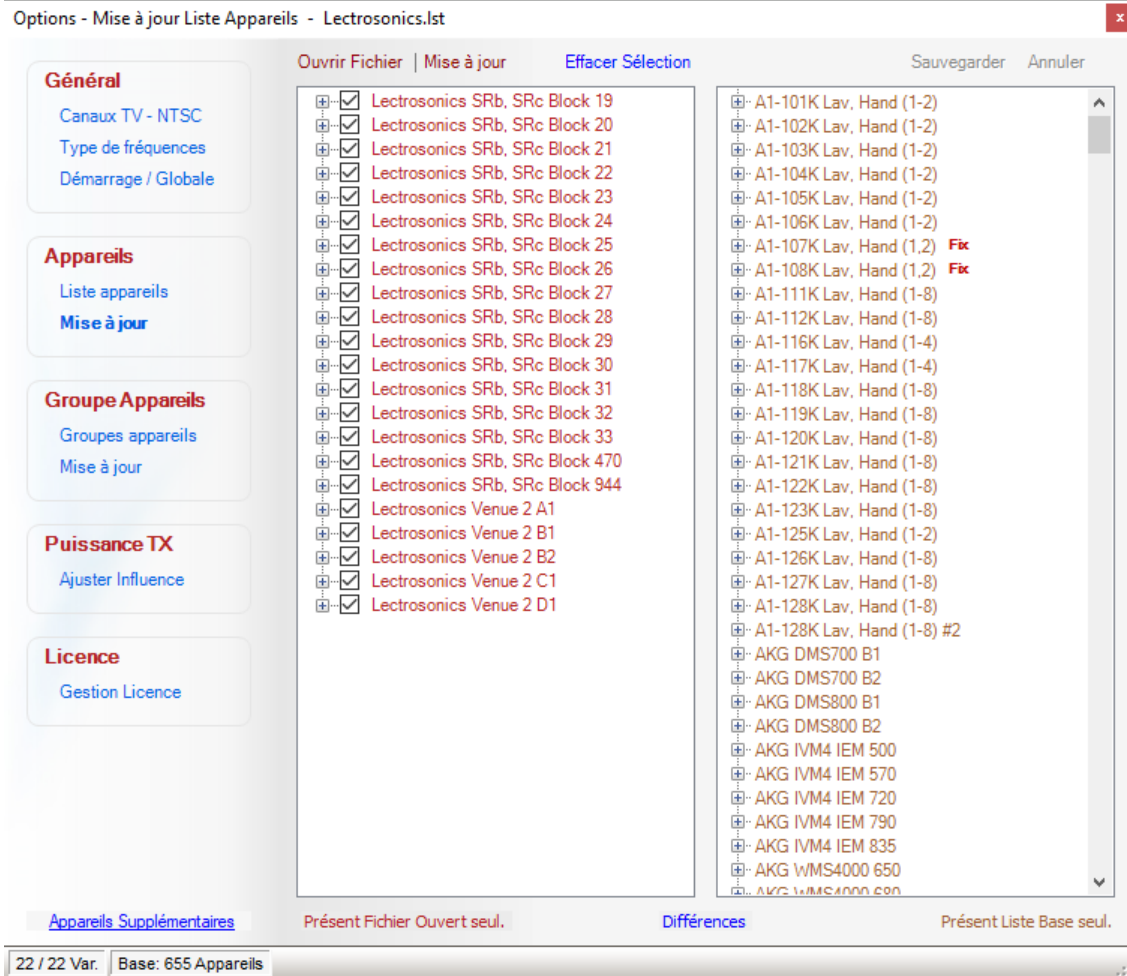 Options - Mise à jour Liste Appareils - Lectrosonics.lst
x
Général
Canaux TV - NTSC
Type de fréquences
Démarrage / Globale
Appareils
Liste appareils
Mise à jour
Groupe Appareils
Groupes appareils
Mise à jour
Puissance TX
Ajuster Influence
Licence
Gestion Licence
Appareils Supplémentaires
Ouvrir Fichier | Mise à jour Effacer Sélection
Sauvegarder Annuler
Lectrosonics SRb, SRc Block 19
Lectrosonics SRb, SRc Block 20
Lectrosonics SRb, SRc Block 21
Lectrosonics SRb, SRc Block 22
Lectrosonics SRb, SRc Block 23
Lectrosonics SRb, SRc Block 24
Lectrosonics SRb, SRc Block 25
Lectrosonics SRb, SRc Block 26
Lectrosonics SRb, SRc Block 27
Lectrosonics SRb, SRc Block 28
Lectrosonics SRb, SRc Block 29
Lectrosonics SRb, SRc Block 30
Lectrosonics SRb, SRc Block 31
Lectrosonics SRb, SRc Block 32
Lectrosonics SRb, SRc Block 33
Lectrosonics SRb, SRc Block 470
Lectrosonics SRb, SRc Block 944
Lectrosonics Venue 2 A1
Lectrosonics Venue 2 B1
Lectrosonics Venue 2 B2
Lectrosonics Venue 2 C1
Lectrosonics Venue 2 D1
A1-101K Lav, Hand (1-2)
A1-102K Lav, Hand (1-2)
A1-103K Lav, Hand (1-2)
A1-104K Lav, Hand (1-2)
A1-105K Lav, Hand (1-2)
A1-106K Lav, Hand (1-2)
A1-107K Lav, Hand (1,2) Fix
A1-108K Lav, Hand (1,2) Fix
A1-111K Lav, Hand (1-8)
A1-112K Lav, Hand (1-8)
A1-116K Lav, Hand (1-4)
A1-117K Lav, Hand (1-4)
A1-118K Lav, Hand (1-8)
A1-119K Lav, Hand (1-8)
A1-120K Lav, Hand (1-8)
A1-121K Lav, Hand (1-8)
A1-122K Lav, Hand (1-8)
A1-123K Lav, Hand (1-8)
A1-125K Lav, Hand (1-2)
A1-126K Lav, Hand (1-8)
A1-127K Lav, Hand (1-8)
A1-128K Lav, Hand (1-8)
A1-128K Lav, Hand (1-8) #2
AKG DMS700 B1
AKG DMS700 B2
AKG DMS800 B1
AKG DMS800 B2
AKG IVM4 IEM 500
AKG IVM4 IEM 570
AKG IVM4 IEM 720
AKG IVM4 IEM 790
AKG IVM4 IEM 835
AKG WMS4000 650
AKG WMS4000 680
Présent Fichier Ouvert seul. Différences Présent Liste Base seul.
22 / 22 Var. Base: 655 Appareils